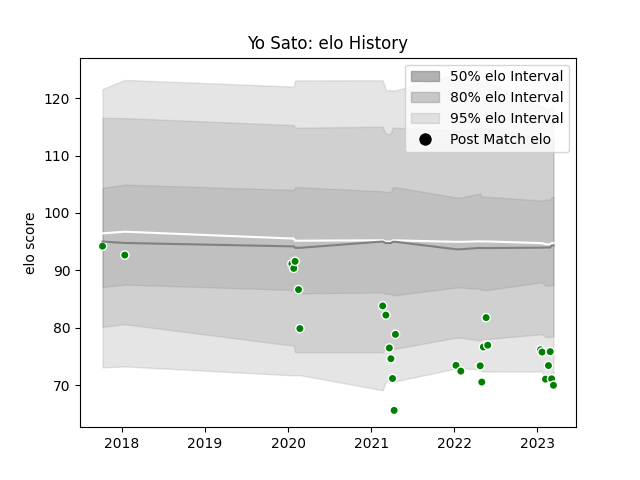 Yo Sato: elo History
50% elo Interval
80% elo Interval
95% elo Interval
Post Match elo
elo score
120
110
100
90
80
70
2018 2019 2020 2021 2022 2023